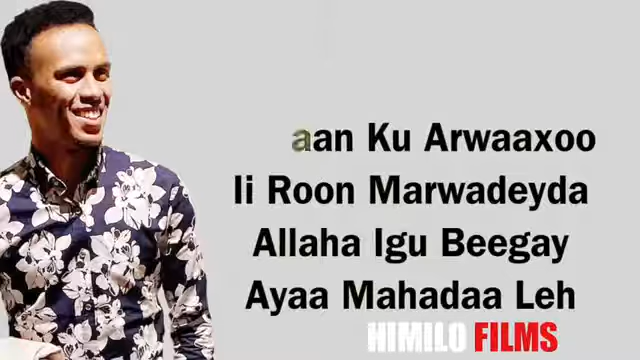 aan Ku Arwaaxoo
Ii Roon Marwadeyda
Allaha Igu Beegay
Ayaa Mahadaa Leh
HIMILO FILMS